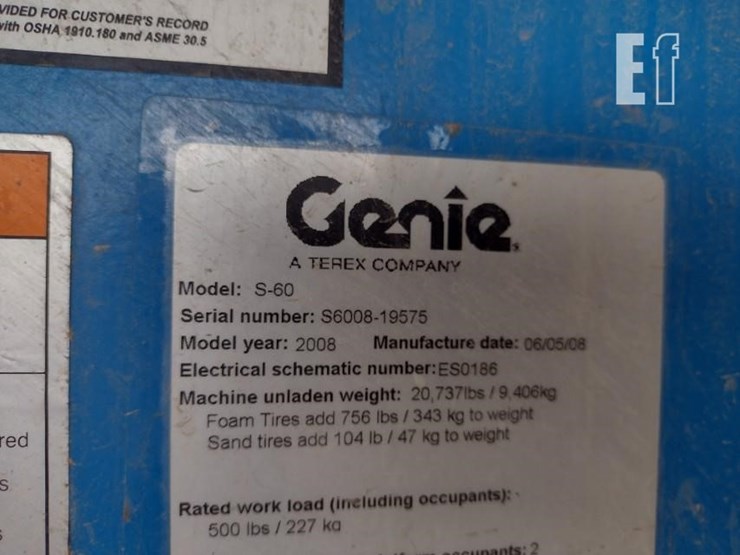 VIDED FOR CUSTOMER'S RECORD
with OSHA 1910.180 and ASME 30.5
Ef
Genie
A TEREX COMPANY
Model: S-60
Serial number: S6008-19575
Model year: 2008 Manufacture date: 06/05/08
Electrical schematic number:ES0186
Machine unladen weight: 20,737lbs / 9,406kg
Foam Tires add 756 lbs / 343 kg to weight
Sand tires add 104 lb / 47 kg to weight
Rated work load (including occupants):
500 lbs / 227 kg
occupants: 2
red
s
s